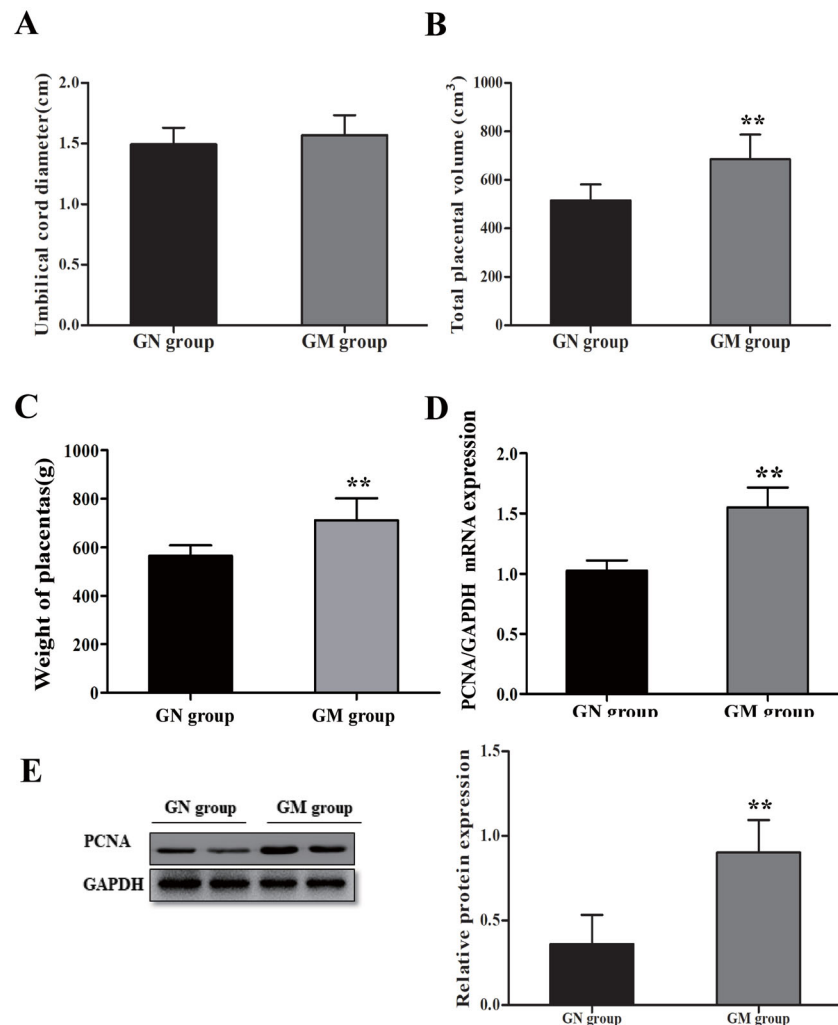 A
Umbilical cord diameter(cm)
2.0
1.5
1.0
0.5
0.0
GN group
GM group
B
Total placental volume (cm³)
1000
800
600
400
200
0
**
GN group
GM group
C
Weight of placentas(g)
1000
800
600
400
200
0
**
GN group
GM group
D
PCNA/GAPDH mRNA expression
2.0
1.5
1.0
0.5
0.0
**
GN group
GM group
E
GN group
GM group
PCNA
GAPDH
Relative protein expression
1.5
1.0
0.5
0.0
**
GN group
GM group